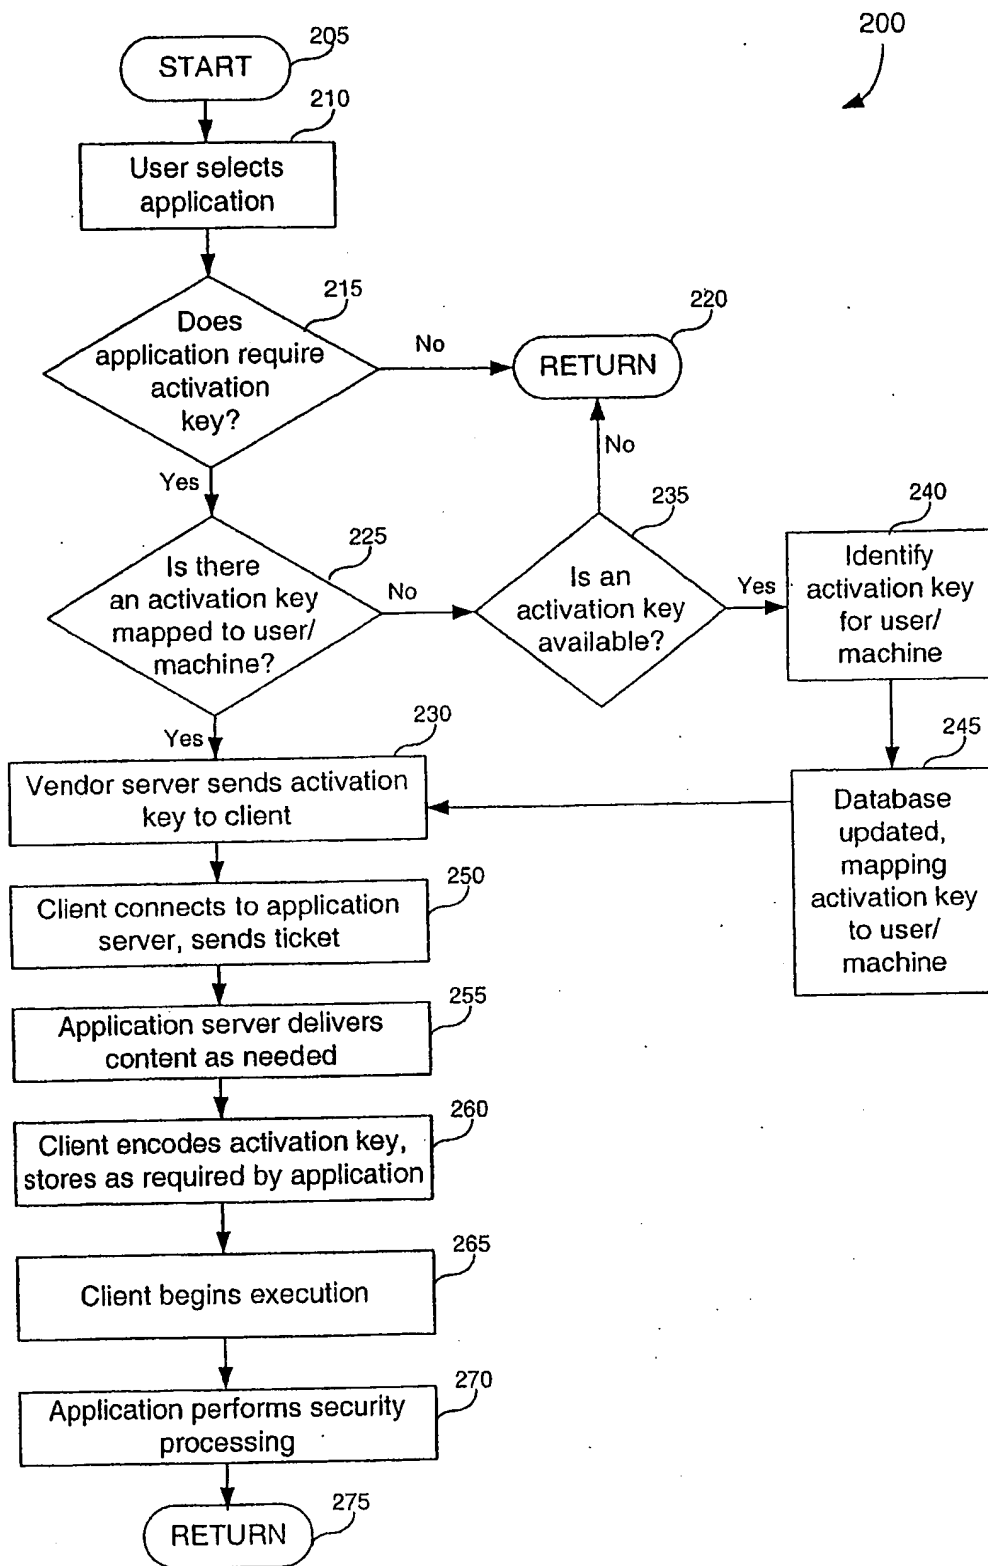 200
205
START
210
User selects
application
215
Does
application require
activation
key?
No
220
RETURN
Yes
No
225
Is there
an activation key
mapped to user/
machine?
No
235
Is an
activation key
available?
Yes
240
Identify
activation key
for user/
machine
Yes
230
Vendor server sends activation
key to client
245
Database
updated,
mapping
activation key
to user/
machine
250
Client connects to application
server, sends ticket
255
Application server delivers
content as needed
260
Client encodes activation key,
stores as required by application
265
Client begins execution
270
Application performs security
processing
275
RETURN